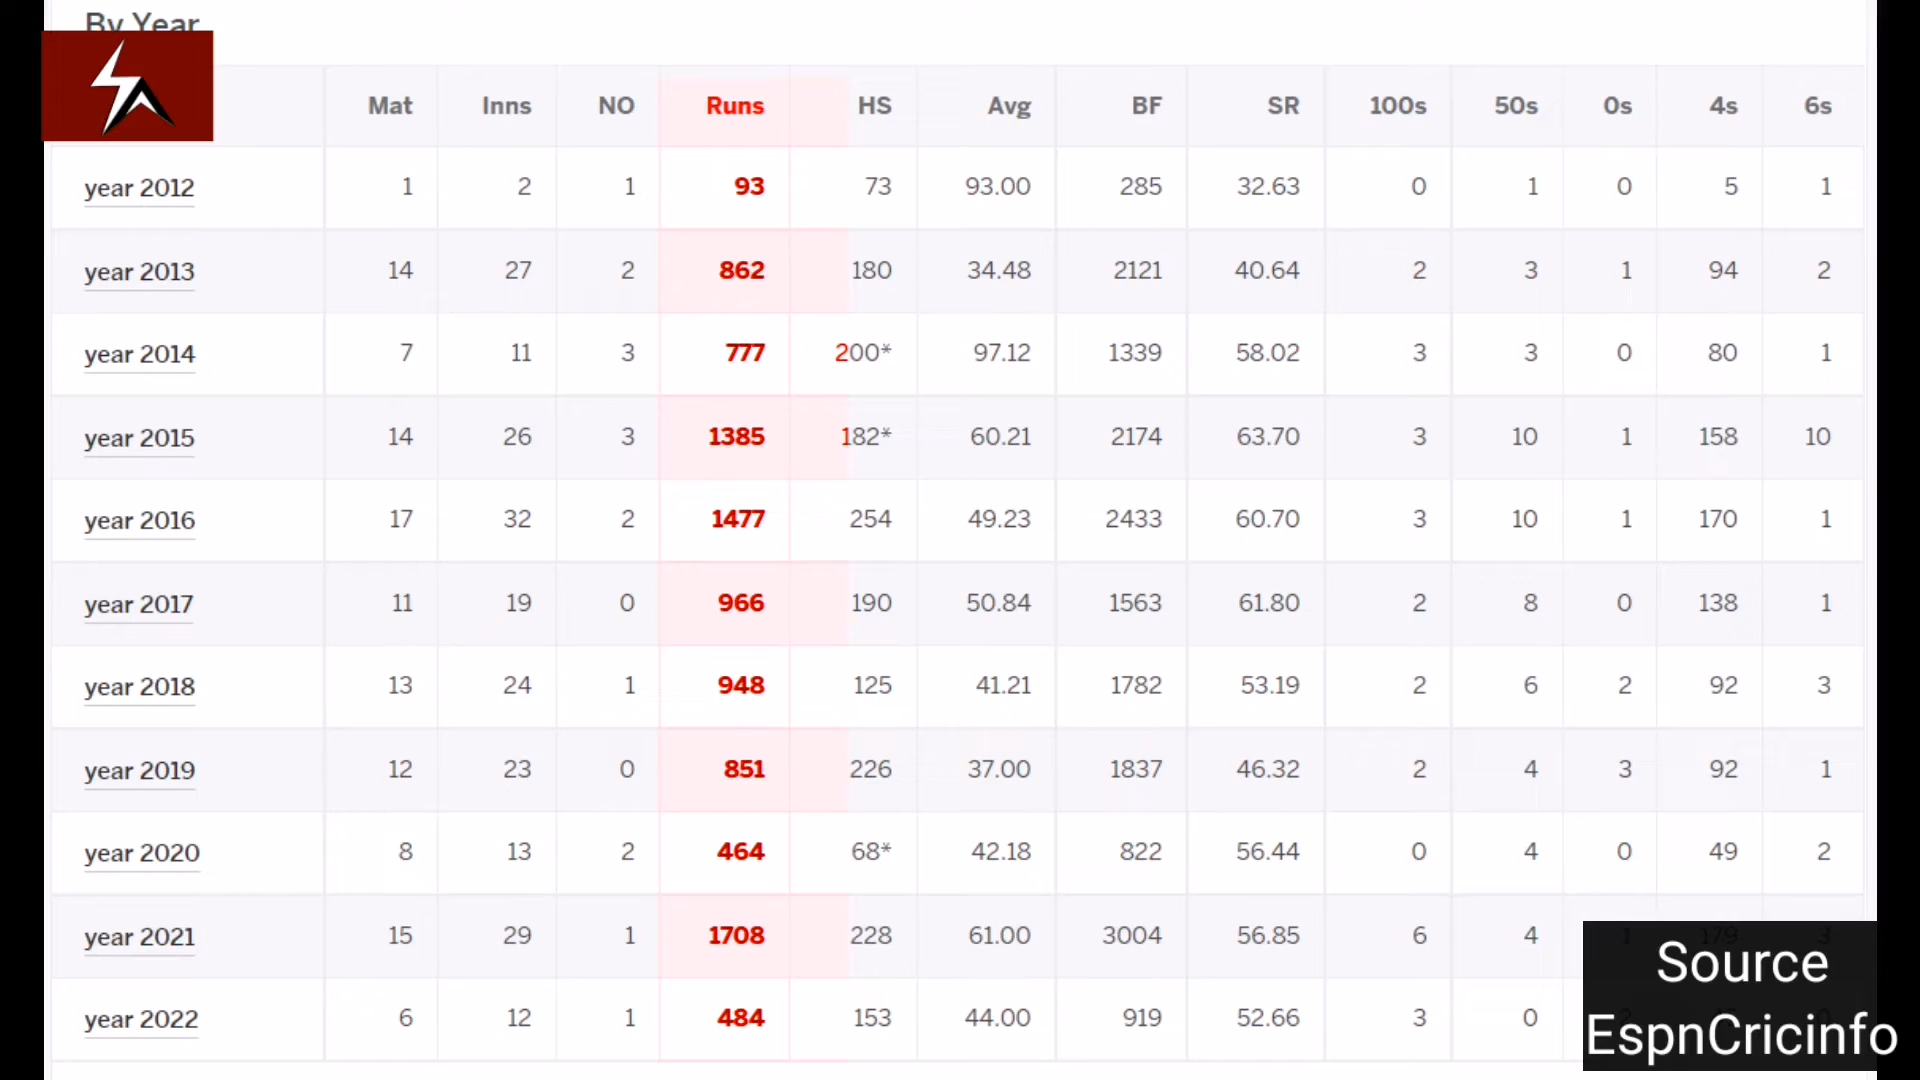 By Year
Mat Inns NO Runs HS Avg BF SR 100s 50s 0s 4s 6s
year 2012 1 2 1 93 73 93.00 285 32.63 0 1 0 5 1
year 2013 14 27 2 862 180 34.48 2121 40.64 2 3 1 94 2
year 2014 7 11 3 777 200* 97.12 1339 58.02 3 3 0 80 1
year 2015 14 26 3 1385 182* 60.21 2174 63.70 3 10 1 158 10
year 2016 17 32 2 1477 254 49.23 2433 60.70 3 10 1 170 1
year 2017 11 19 0 966 190 50.84 1563 61.80 2 8 0 138 1
year 2018 13 24 1 948 125 41.21 1782 53.19 2 6 2 92 3
year 2019 12 23 0 851 226 37.00 1837 46.32 2 4 3 92 1
year 2020 8 13 2 464 68* 42.18 822 56.44 0 4 0 49 2
year 2021 15 29 1 1708 228 61.00 3004 56.85 6 4 1 179 3
year 2022 6 12 1 484 153 44.00 919 52.66 3 0
Source
EspnCricinfo